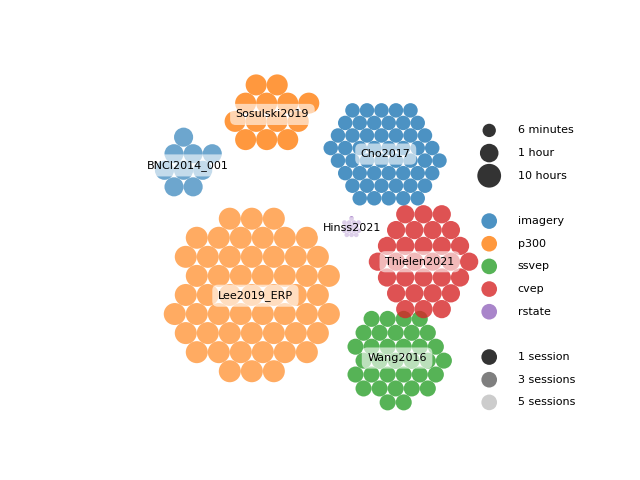 Sosulski2019
BNCI2014_001
Cho2017
Hinss2021
Thielen2021
Lee2019_ERP
Wang2016
6 minutes
1 hour
10 hours
imagery
p300
ssvep
cvep
rstate
1 session
3 sessions
5 sessions